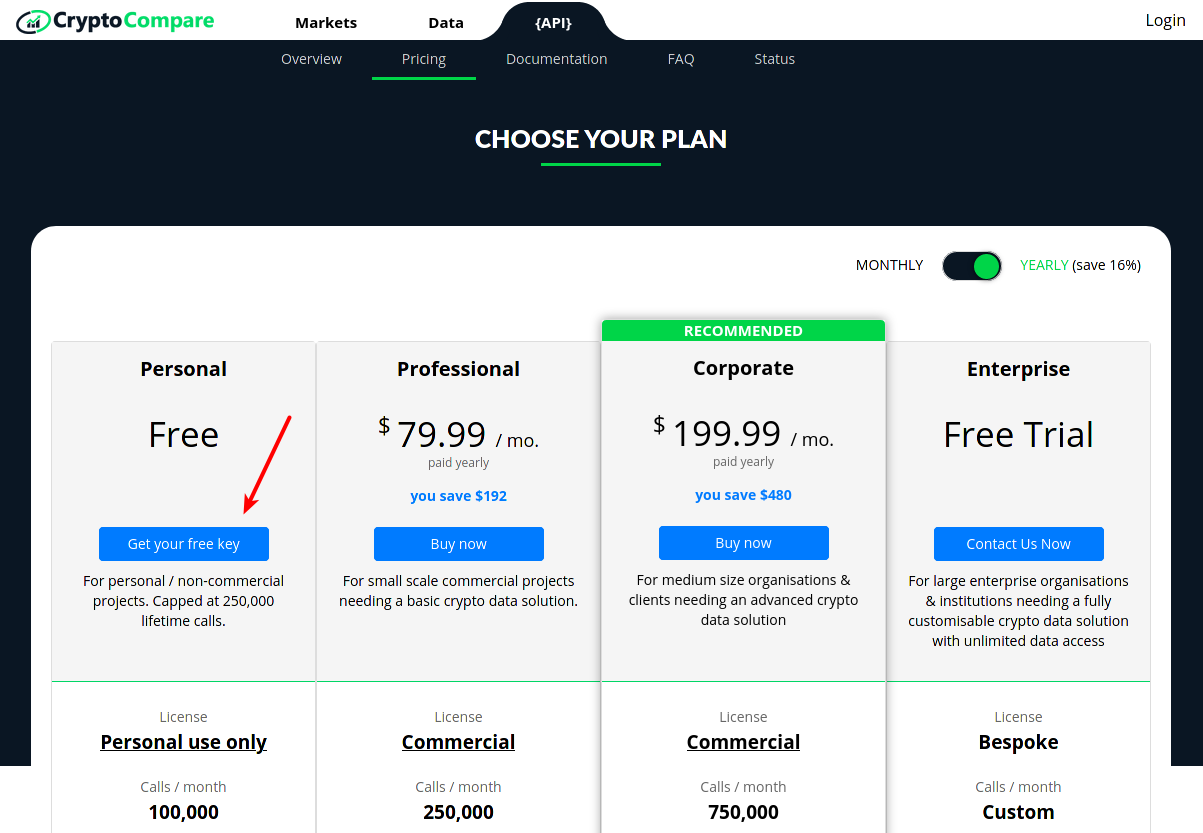 CryptoCompare
Markets
Data
{API}
Login
Overview
Pricing
Documentation
FAQ
Status
CHOOSE YOUR PLAN
MONTHLY
YEARLY (save 16%)
Personal
Free
Get your free key
For personal / non-commercial
projects. Capped at 250,000
lifetime calls.
License
Personal use only
Calls / month
100,000
Professional
$ 79.99 / mo.
paid yearly
you save $192
Buy now
For small scale commercial projects
needing a basic crypto data solution.
License
Commercial
Calls / month
250,000
RECOMMENDED
Corporate
$ 199.99 / mo.
paid yearly
you save $480
Buy now
For medium size organisations &
clients needing an advanced crypto
data solution
License
Commercial
Calls / month
750,000
Enterprise
Free Trial
Contact Us Now
For large enterprise organisations
& institutions needing a fully
customisable crypto data solution
with unlimited data access
License
Bespoke
Calls / month
Custom